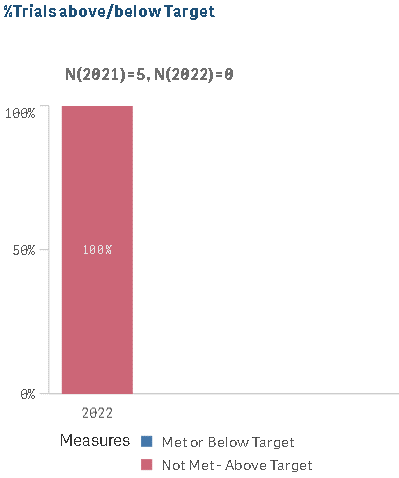 %Trials above/below Target
N(2021)=5, N(2022)=0
100%
50%
100%
0%
2022
Measures
Met or Below Target
Not Met - Above Target